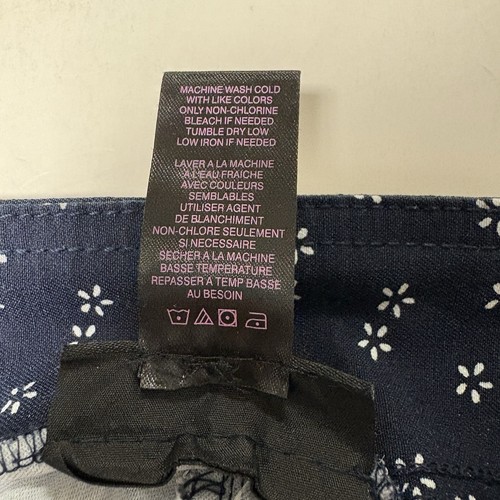 MACHINE WASH COLD
WITH LIKE COLORS
ONLY NON-CHLORINE
BLEACH IF NEEDED
TUMBLE DRY LOW
LOW IRON IF NEEDED
LAVER A LA MACHINE
A L'EAU FRAICHE
AVEC COULEURS
SEMBLABLES
UTILISER AGENT
DE BLANCHIMENT
NON-CHLORE SEULEMENT
SI NECESSAIRE
SECHER A LA MACHINE
BASSE TEMPERATURE
REPASSER A TEMP BASSE
AU BESOIN